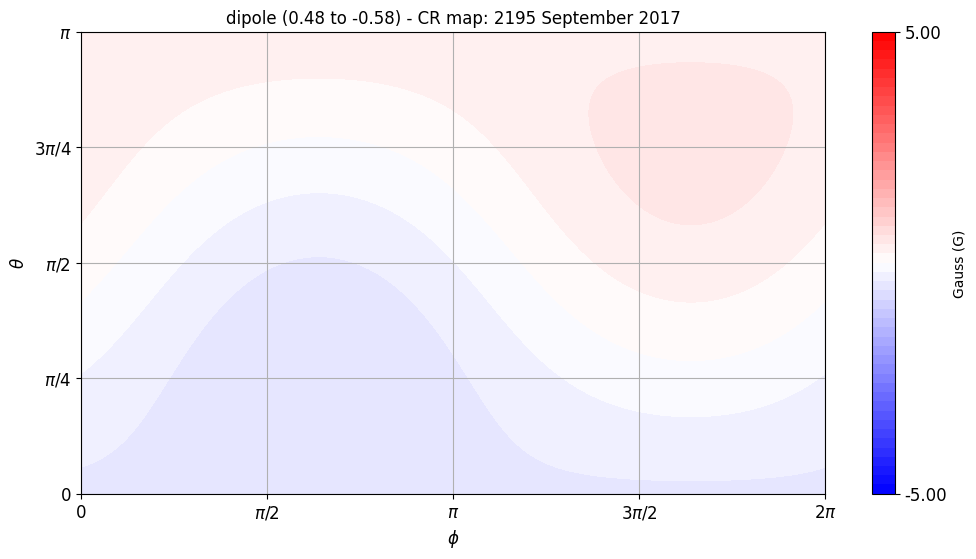 dipole (0.48 to -0.58) - CR map: 2195 September 2017
π
3π/4
π/2
π/4
0
θ
0
π/2
π
3π/2
2π
ϕ
5.00
-5.00
Gauss (G)